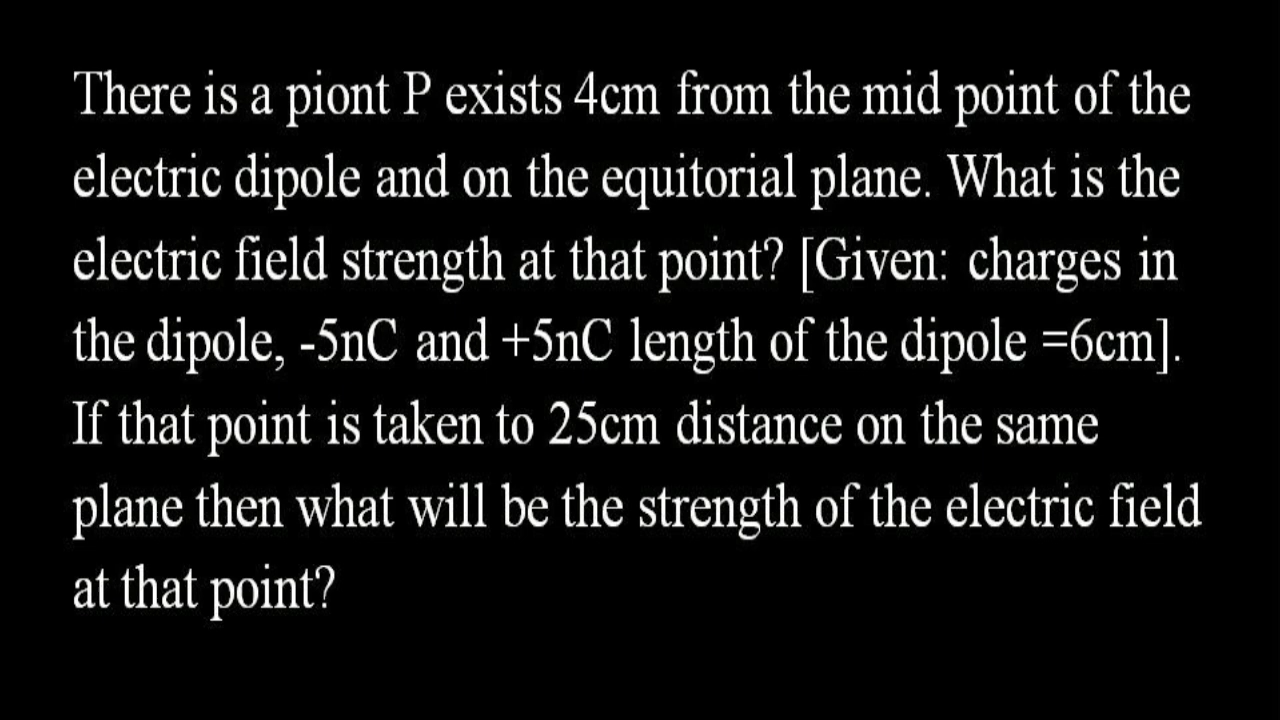 There is a piont P exists 4cm from the mid point of the
electric dipole and on the equitorial plane. What is the
electric field strength at that point? [Given: charges in
the dipole, -5nC and +5nC length of the dipole =6cm].
If that point is taken to 25cm distance on the same
plane then what will be the strength of the electric field
at that point?